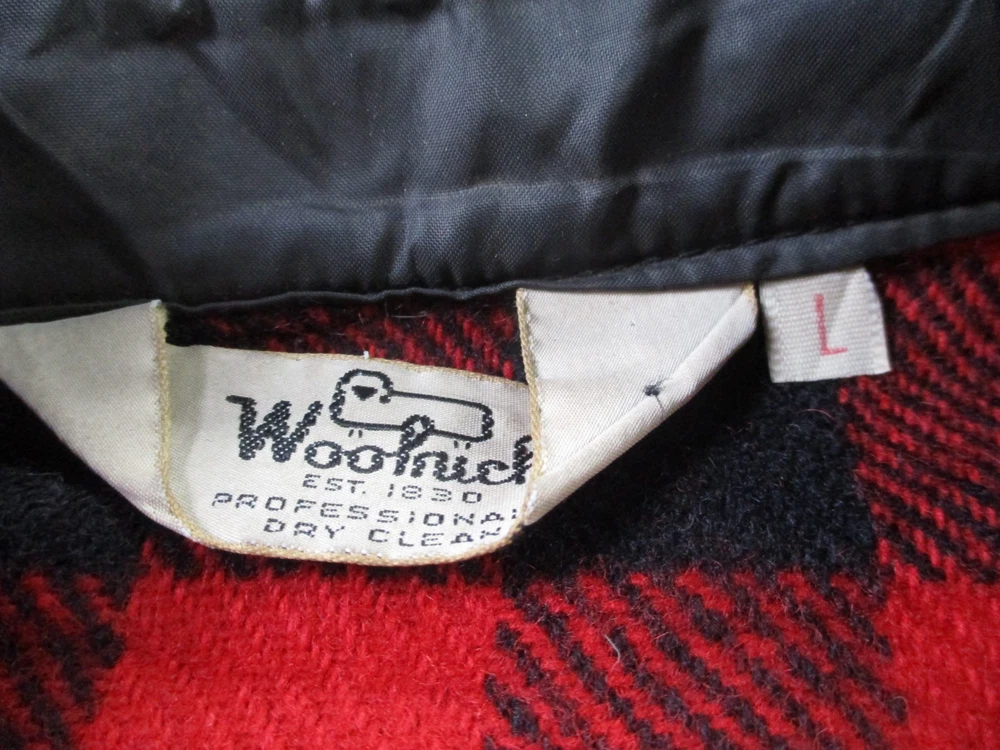 Woolrich
EST. 1830
PROFESSIONAL
DRY CLEAN
L